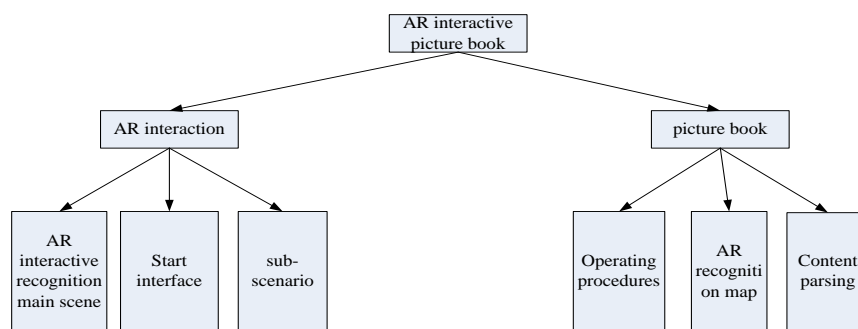 AR interactive
picture book
AR interaction
picture book
AR
interactive
recognition
main scene
Start
interface
sub-
scenario
Operating
procedures
AR
recogniti
on map
Content
parsing